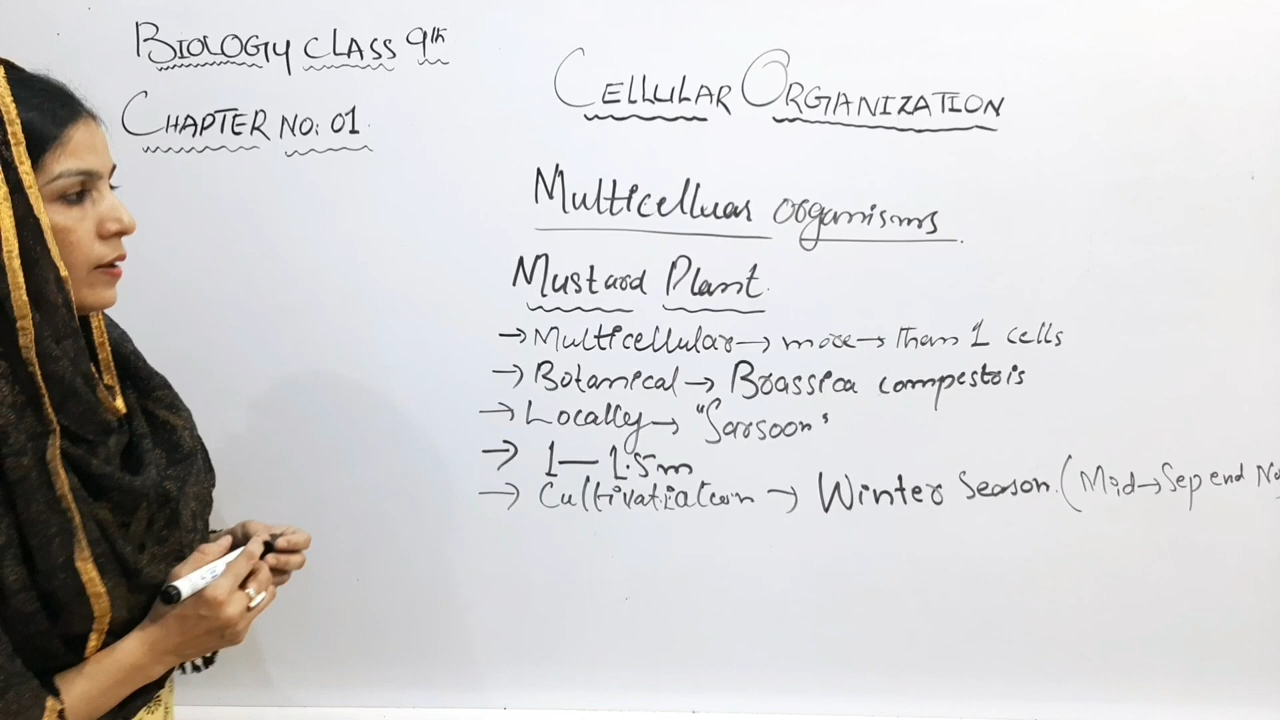 BIOLOGY CLASS 9th
CHAPTER NO: 01
CELLULAR ORGANIZATION
Multicelluar organisms
Mustard Plant
→ Multicellular → more → than 1 cells
→ Botanical → Brassica compestris
→ Locally → "Sarsoon"
→ 1 — 1.5m
→ Cultivatiation → Winter Season. (Mid → Sep end No